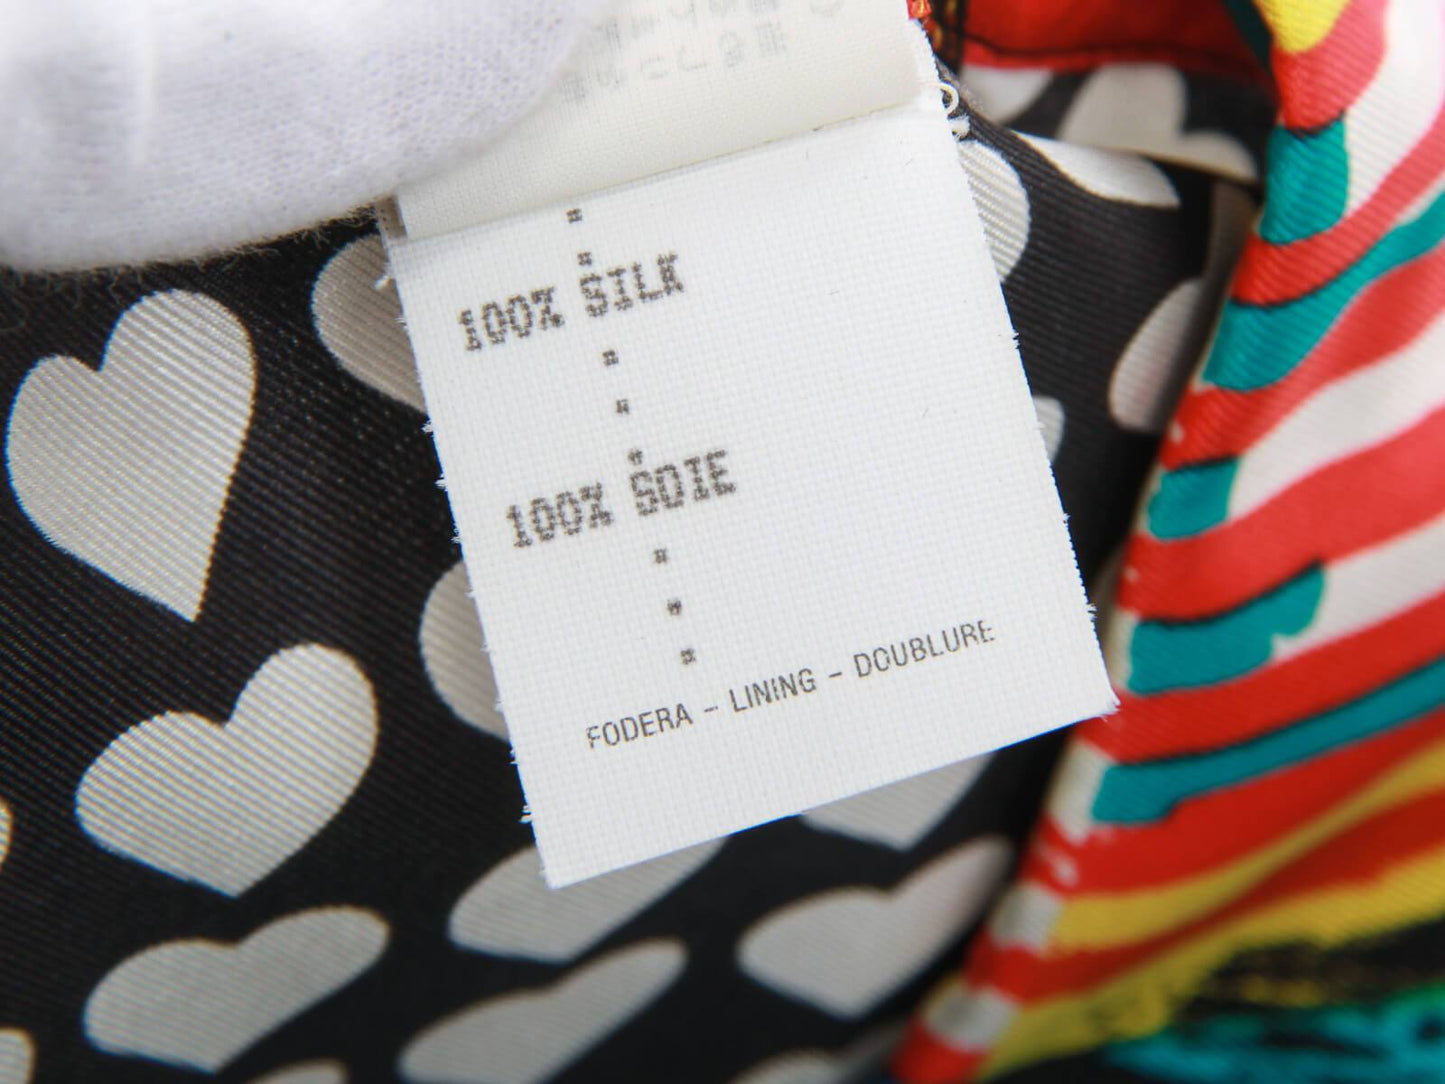 100% SILK
100% SOIE
FODERA - LINING - DOUBLURE